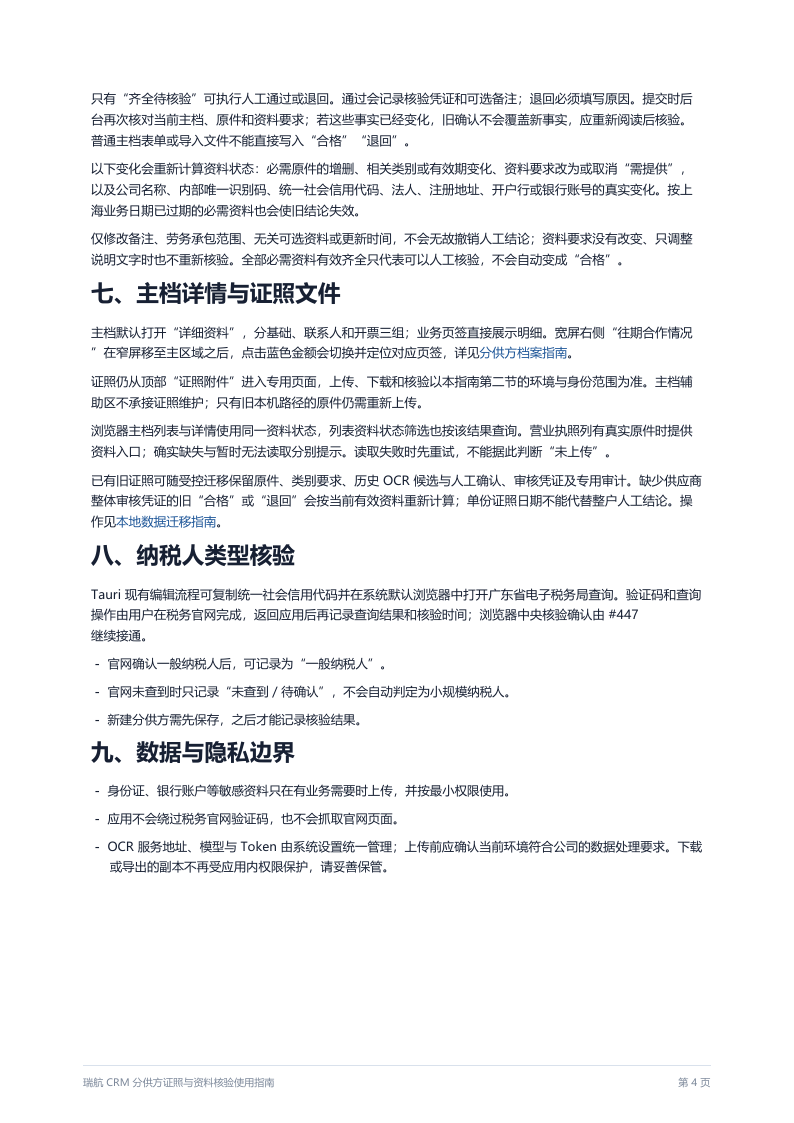 只有“齐全待核验”可执行人工通过或退回。通过会记录核验凭证和可选备注；退回必须填写原因。提交时后
台再次核对当前主档、原件和资料要求；若这些事实已经变化，旧确认不会覆盖新事实，应重新阅读后核验。
普通主档表单或导入文件不能直接写入“合格”“退回”。
以下变化会重新计算资料状态：必需原件的增删、相关类别或有效期变化、资料要求改为或取消“需提供”，
以及公司名称、内部唯一识别码、统一社会信用代码、法人、注册地址、开户行或银行账号的真实变化。按上
海业务日期已过期的必需资料也会使旧结论失效。
仅修改备注、劳务承包范围、无关可选资料或更新时间，不会无故撤销人工结论；资料要求没有改变、只调整
说明文字时也不重新核验。全部必需资料有效齐全只代表可以人工核验，不会自动变成“合格”。
七、主档详情与证照文件
主档默认打开“详细资料”，分基础、联系人和开票三组；业务页签直接展示明细。宽屏右侧“往期合作情况
”在窄屏移至主区域之后，点击蓝色金额会切换并定位对应页签，详见分供方档案指南。
证照仍从顶部“证照附件”进入专用页面，上传、下载和核验以本指南第二节的环境与身份范围为准。主档辅
助区不承接证照维护；只有旧本机路径的原件仍需重新上传。
浏览器主档列表与详情使用同一资料状态，列表资料状态筛选也按该结果查询。营业执照列有真实原件时提供
资料入口；确实缺失与暂时无法读取分别提示。读取失败时先重试，不能据此判断“未上传”。
已有旧证照可随受控迁移保留原件、类别要求、历史 OCR 候选与人工确认、审核凭证及专用审计。缺少供应商
整体审核凭证的旧“合格”或“退回”会按当前有效资料重新计算；单份证照日期不能代替整户人工结论。操
作见本地数据迁移指南。
八、纳税人类型核验
Tauri 现有编辑流程可复制统一社会信用代码并在系统默认浏览器中打开广东省电子税务局查询。验证码和查询
操作由用户在税务官网完成，返回应用后再记录查询结果和核验时间；浏览器中央核验确认由 #447
继续接通。
- 官网确认一般纳税人后，可记录为“一般纳税人”。
- 官网未查到时只记录“未查到 / 待确认”，不会自动判定为小规模纳税人。
- 新建分供方需先保存，之后才能记录核验结果。
九、数据与隐私边界
- 身份证、银行账户等敏感资料只在有业务需要时上传，并按最小权限使用。
- 应用不会绕过税务官网验证码，也不会抓取官网页面。
- OCR 服务地址、模型与 Token 由系统设置统一管理；上传前应确认当前环境符合公司的数据处理要求。下载
或导出的副本不再受应用内权限保护，请妥善保管。
瑞航 CRM 分供方证照与资料核验使用指南
第 4 页